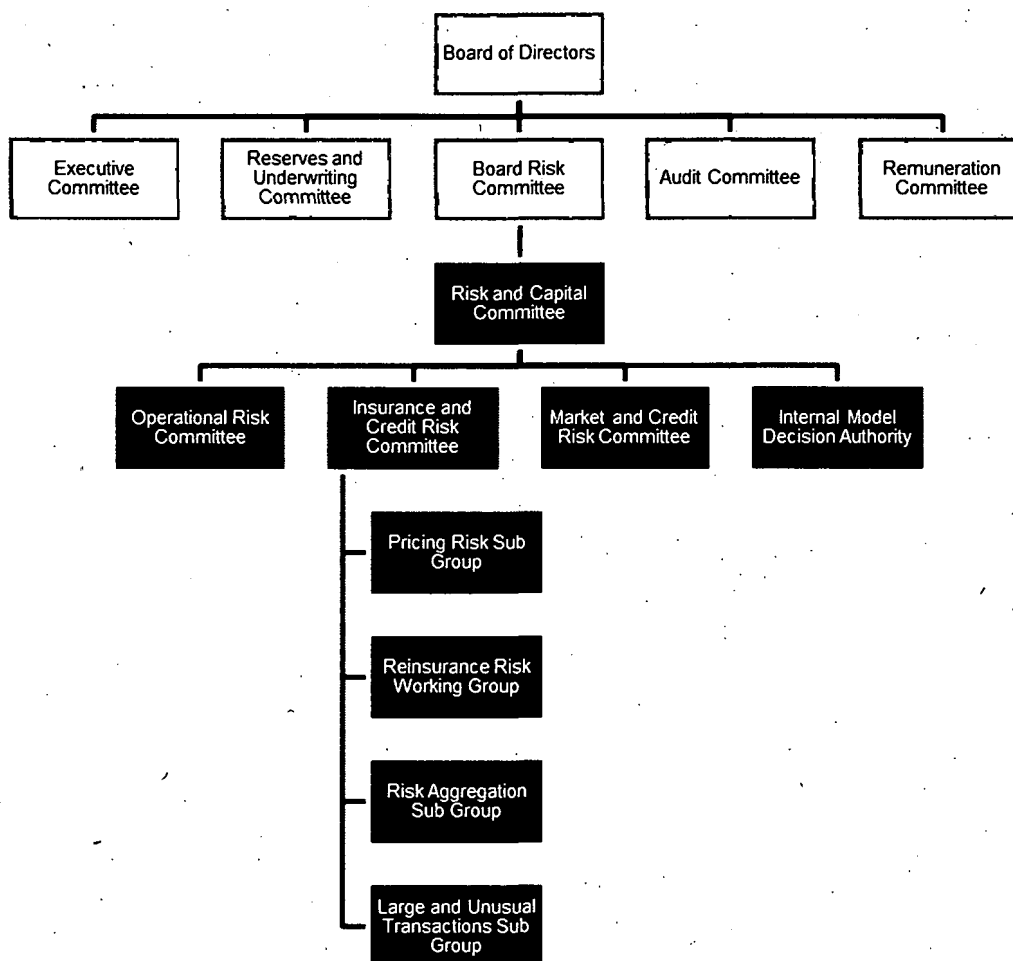 Board of Directors
Executive
Committee
Reserves and
Underwriting
Committee
Board Risk
Committee
Audit Committee
Remuneration
Committee
Risk and Capital
Committee
Operational Risk
Committee
Insurance and
Credit Risk
Committee
Market and Credit
Risk Committee
Internal Model
Decision Authority
Pricing Risk Sub
Group
Reinsurance Risk
Working Group
Risk Aggregation
Sub Group
Large and Unusual
Transactions Sub
Group